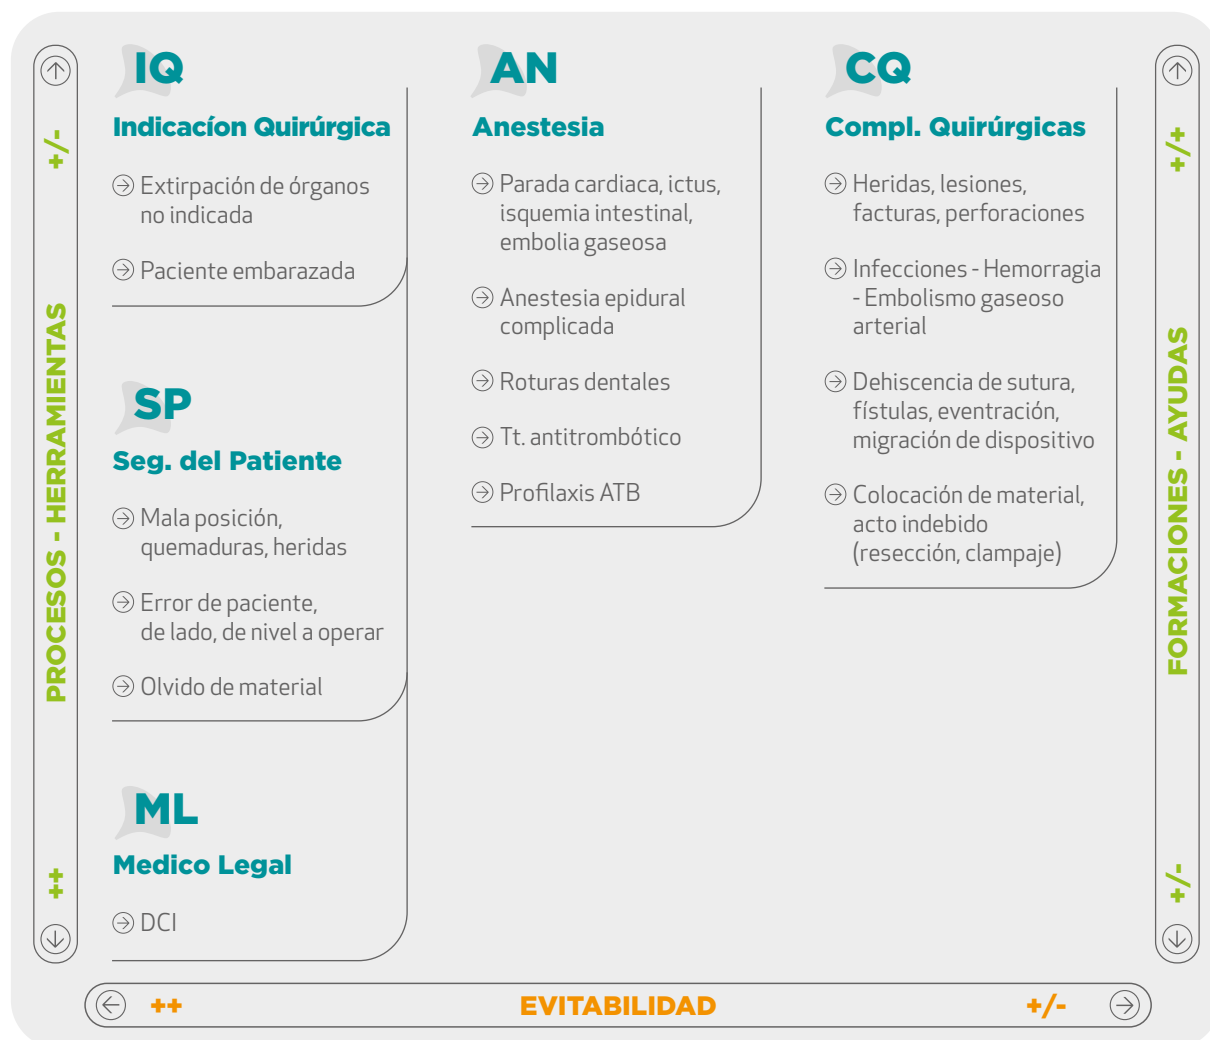 IQ
Indicacíon Quirúrgica
Extirpación de órganos
no indicada
Paciente embarazada
SP
Seg. del Patiente
Mala posición,
quemaduras, heridas
Error de paciente,
de lado, de nivel a operar
Olvido de material
ML
Medico Legal
DCI
AN
Anestesia
Parada cardiaca, ictus,
isquemia intestinal,
embolia gaseosa
Anestesia epidural
complicada
Roturas dentales
Tt. antitrombótico
Profilaxis ATB
CQ
Compl. Quirúrgicas
Heridas, lesiones,
facturas, perforaciones
Infecciones - Hemorragia
- Embolismo gaseoso
arterial
Dehiscencia de sutura,
fístulas, eventración,
migración de dispositivo
Colocación de material,
acto indebido
(resección, clampaje)
++ PROCESOS - HERRAMIENTAS +/-
+/- FORMACIONES - AYUDAS +/+
++ EVITABILIDAD +/-